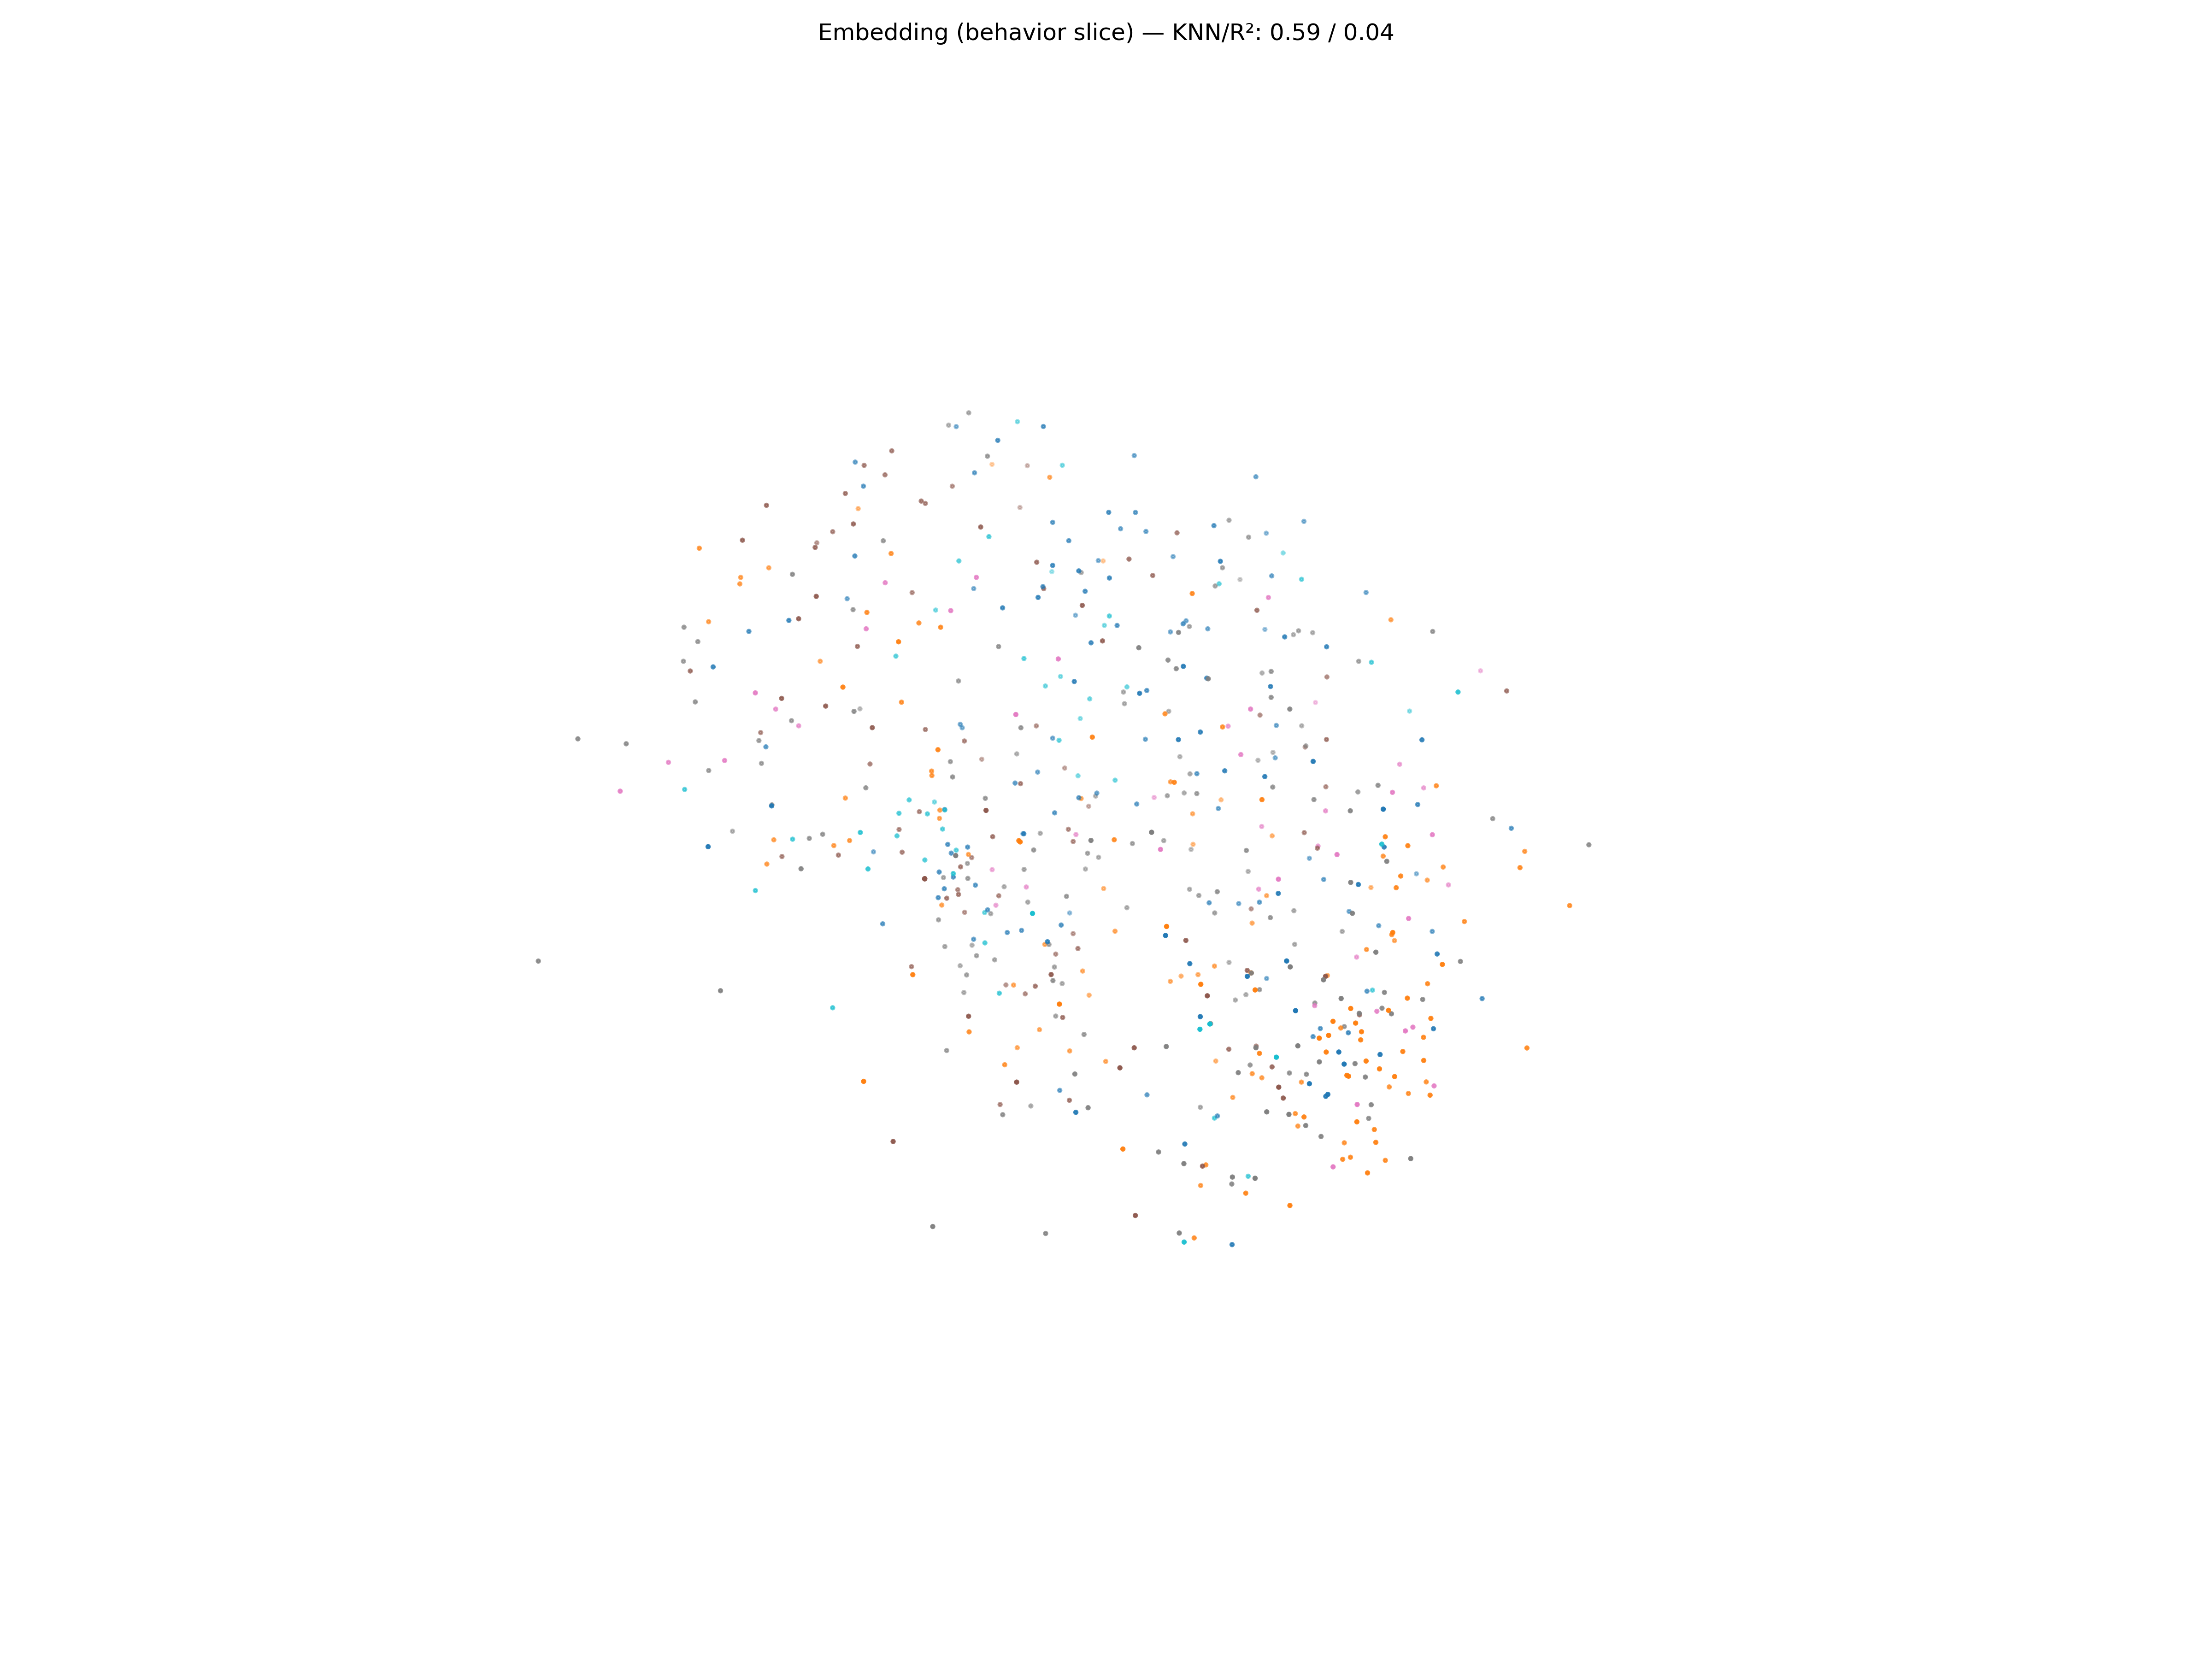 Embedding (behavior slice) — KNN/R²: 0.59 / 0.04